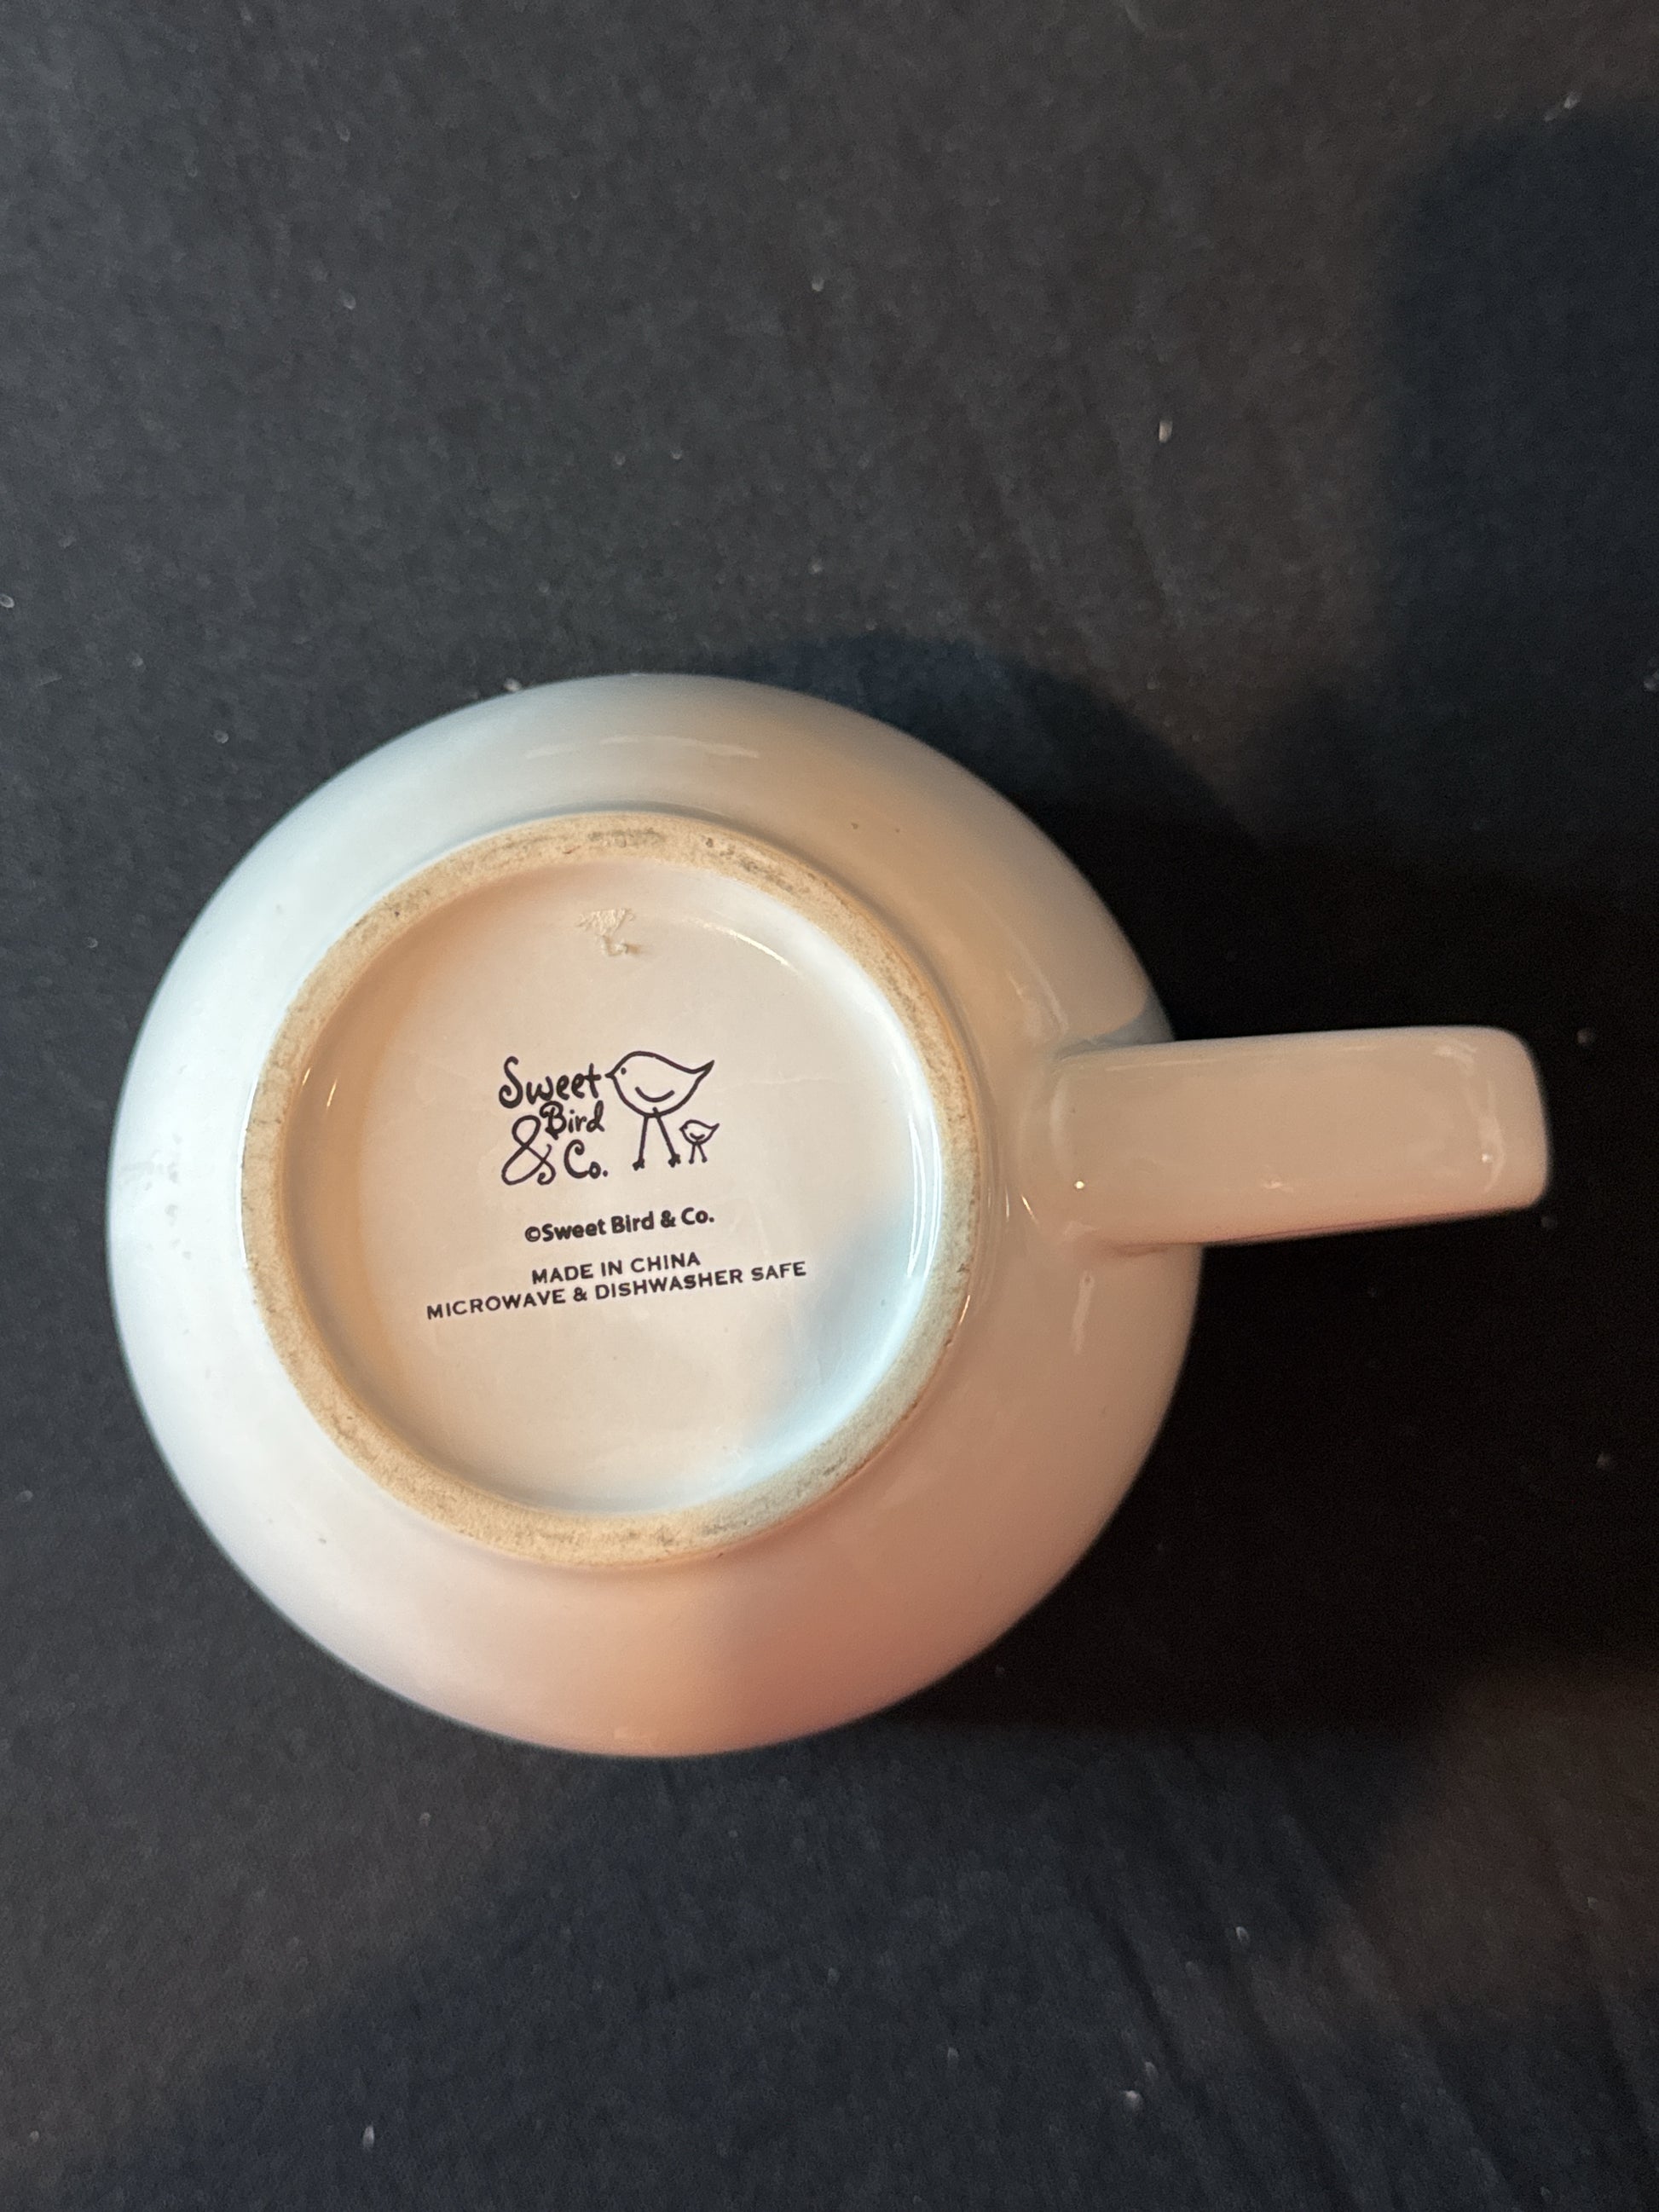 Sweet
Bird
& Co.
©Sweet Bird & Co.
MADE IN CHINA
MICROWAVE & DISHWASHER SAFE